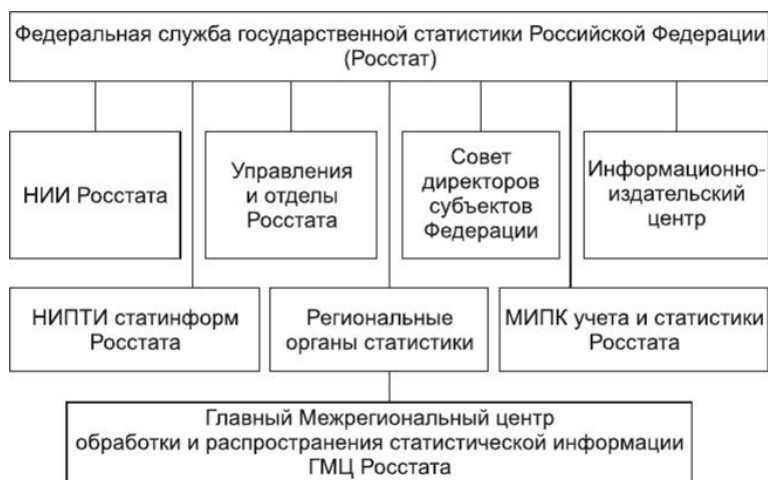 Федеральная служба государственной статистики Российской Федерации
(Росстат)
НИИ Росстата
Управления
и отделы
Росстата
Совет
директоров
субъектов
Федерации
Информационно-
издательский
центр
НИПТИ статинформ
Росстата
Региональные
органы статистики
МИПК учета и статистики
Росстата
Главный Межрегиональный центр
обработки и распространения статистической информации
ГМЦ Росстата